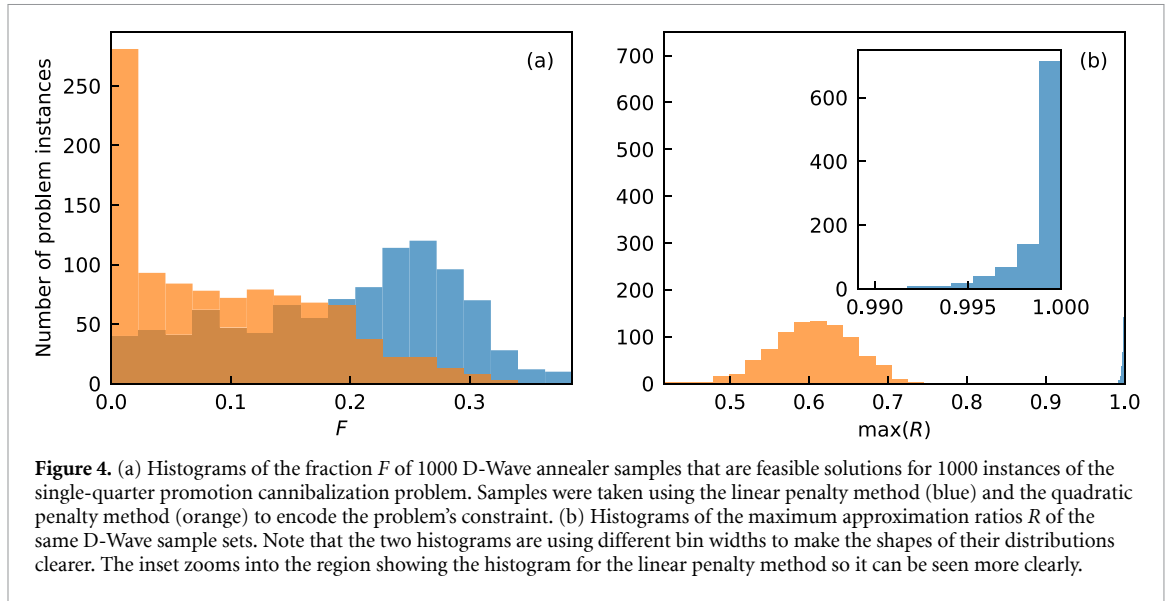 (a)
250
200
150
100
50
0
Number of problem instances
0.0 0.1 0.2 0.3
F
(b)
700
600
500
400
300
200
100
0
0.5 0.6 0.7 0.8 0.9 1.0
max(R)
600
400
200
0
0.990 0.995 1.000
Figure 4. (a) Histograms of the fraction F of 1000 D-Wave annealer samples that are feasible solutions for 1000 instances of the
single-quarter promotion cannibalization problem. Samples were taken using the linear penalty method (blue) and the quadratic
penalty method (orange) to encode the problem's constraint. (b) Histograms of the maximum approximation ratios R of the
same D-Wave sample sets. Note that the two histograms are using different bin widths to make the shapes of their distributions
clearer. The inset zooms into the region showing the histogram for the linear penalty method so it can be seen more clearly.